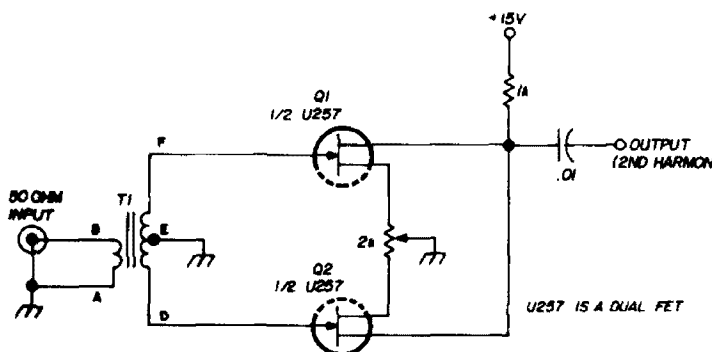 +15V
1k
Q1
1/2 U257
F
.01
OUTPUT
(2ND HARMON
50 OHM
INPUT
T1
B
E
A
2k
Q2
1/2 U257
D
U257 IS A DUAL FET